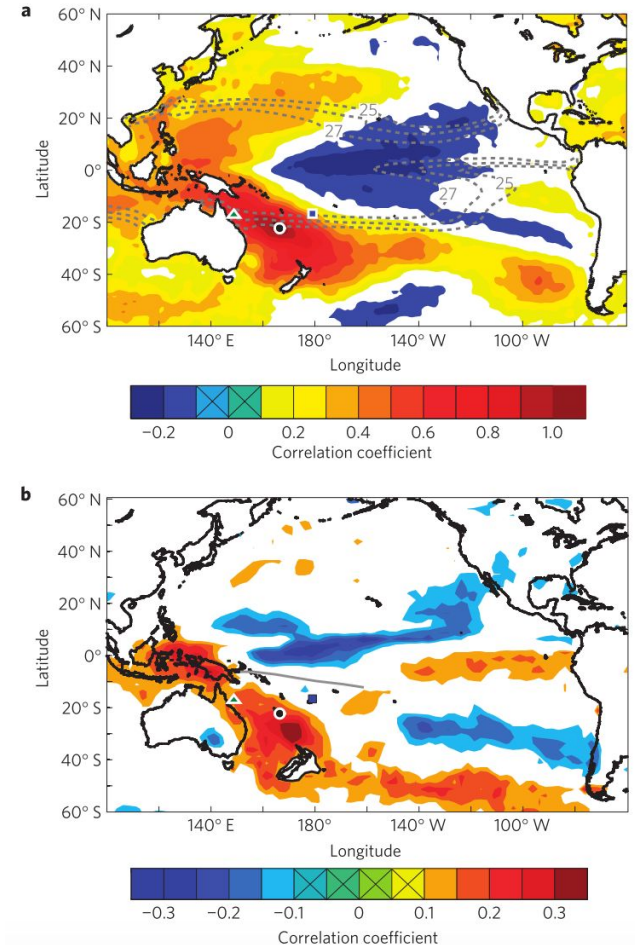 a
60° N
40° N
20° N
0°
20° S
40° S
60° S
Latitude
25
27
25
27
140° E
180°
140° W
100° W
Longitude
−0.2
0
0.2
0.4
0.6
0.8
1.0
Correlation coefficient
b
60° N
40° N
20° N
0°
20° S
40° S
60° S
Latitude
140° E
180°
140° W
100° W
Longitude
−0.3
−0.2
−0.1
0
0.1
0.2
0.3
Correlation coefficient